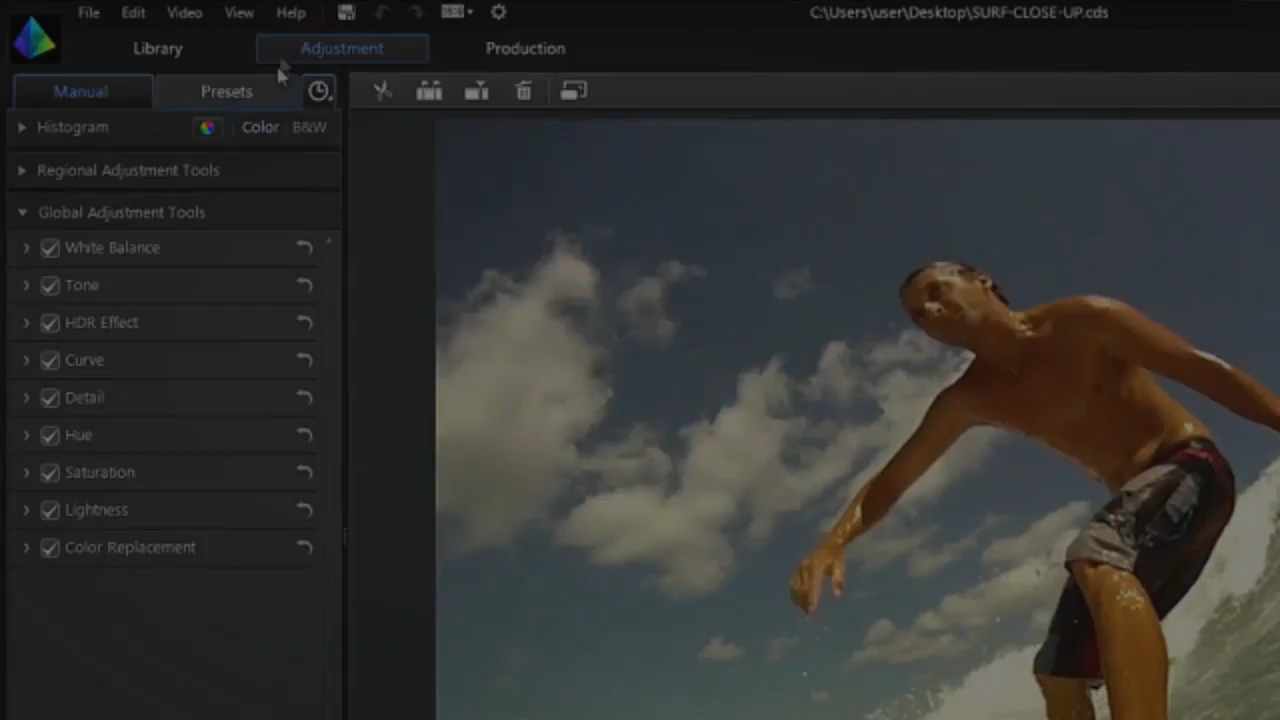 File Edit Video View Help
C:\Users\user\Desktop\SURF-CLOSE-UP.cds
Library Adjustment Production
Manual Presets
Histogram Color B&W
Regional Adjustment Tools
Global Adjustment Tools
White Balance
Tone
HDR Effect
Curve
Detail
Hue
Saturation
Lightness
Color Replacement